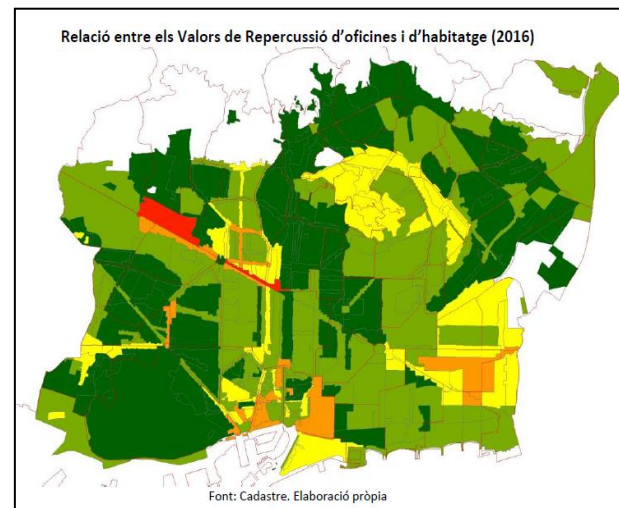 Relació entre els Valors de Repercussió d'oficines i d'habitatge (2016)
Font: Cadastre. Elaboració pròpia